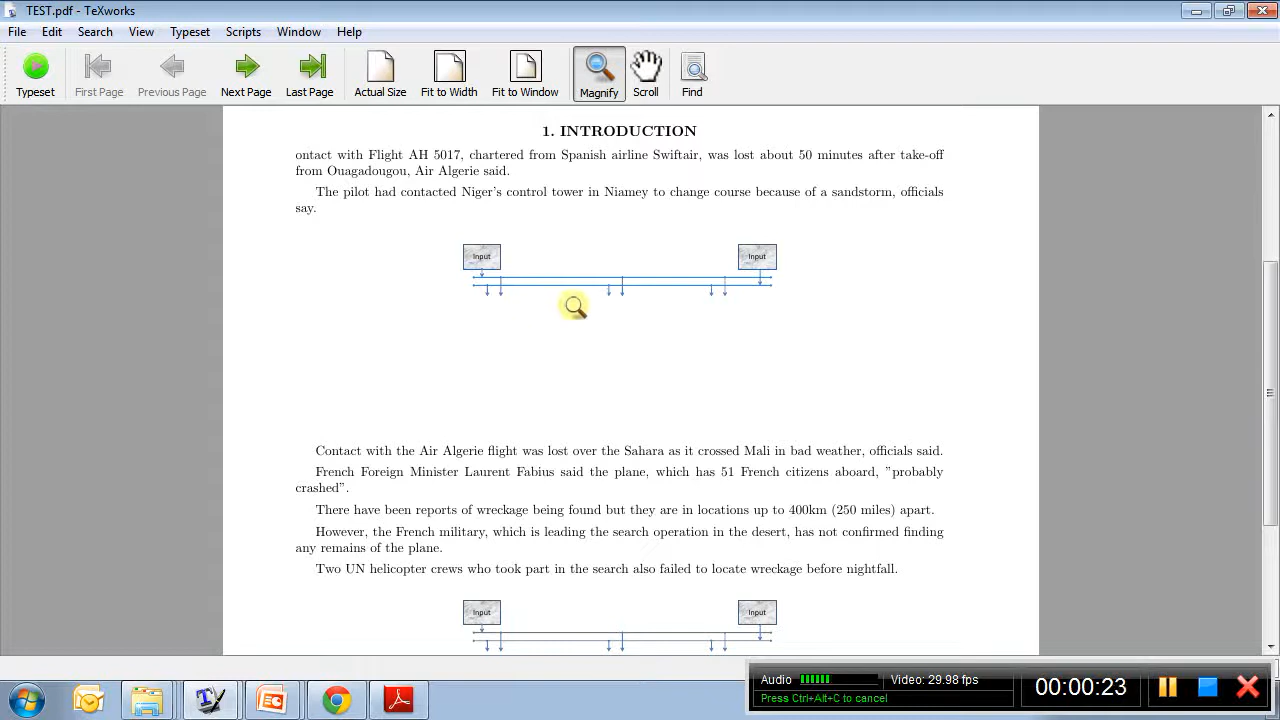 TEST.pdf - TeXworks
File Edit Search View Typeset Scripts Window Help
Typeset First Page Previous Page Next Page Last Page Actual Size Fit to Width Fit to Window Magnify Scroll Find
1. INTRODUCTION
ontact with Flight AH 5017, chartered from Spanish airline Swiftair, was lost about 50 minutes after take-off
from Ouagadougou, Air Algerie said.
The pilot had contacted Niger's control tower in Niamey to change course because of a sandstorm, officials
say.
Input Input
Contact with the Air Algerie flight was lost over the Sahara as it crossed Mali in bad weather, officials said.
French Foreign Minister Laurent Fabius said the plane, which has 51 French citizens aboard, "probably
crashed".
There have been reports of wreckage being found but they are in locations up to 400km (250 miles) apart.
However, the French military, which is leading the search operation in the desert, has not confirmed finding
any remains of the plane.
Two UN helicopter crews who took part in the search also failed to locate wreckage before nightfall.
Input Input
Audio Video: 29.98 fps
Press Ctrl+Alt+C to cancel
00:00:23